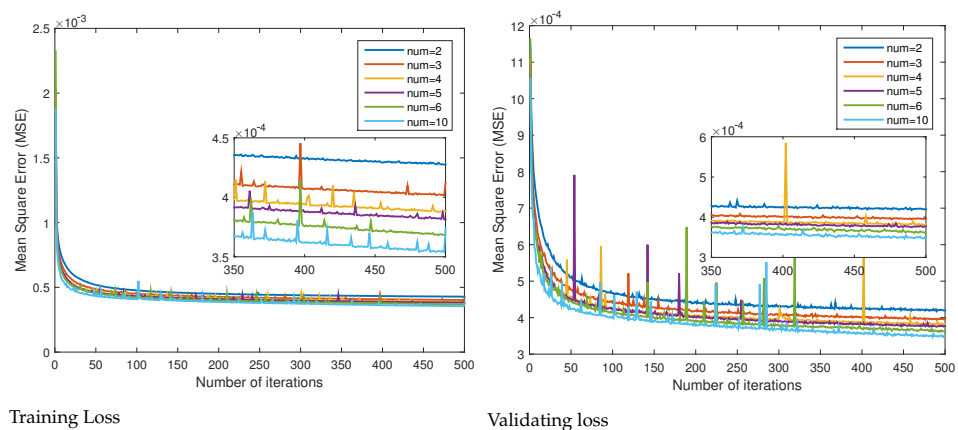 ×10⁻³
2.5
2
1.5
1
0.5
0
Mean Square Error (MSE)
0 50 100 150 200 250 300 350 400 450 500
Number of iterations
num=2
num=3
num=4
num=5
num=6
num=10
×10⁻⁴
4.5
4
3.5
350 400 450 500
Training Loss
×10⁻⁴
12
11
10
9
8
7
6
5
4
3
Mean Square Error (MSE)
0 50 100 150 200 250 300 350 400 450 500
Number of iterations
num=2
num=3
num=4
num=5
num=6
num=10
×10⁻⁴
6
5
4
3
350 400 450 500
Validating loss